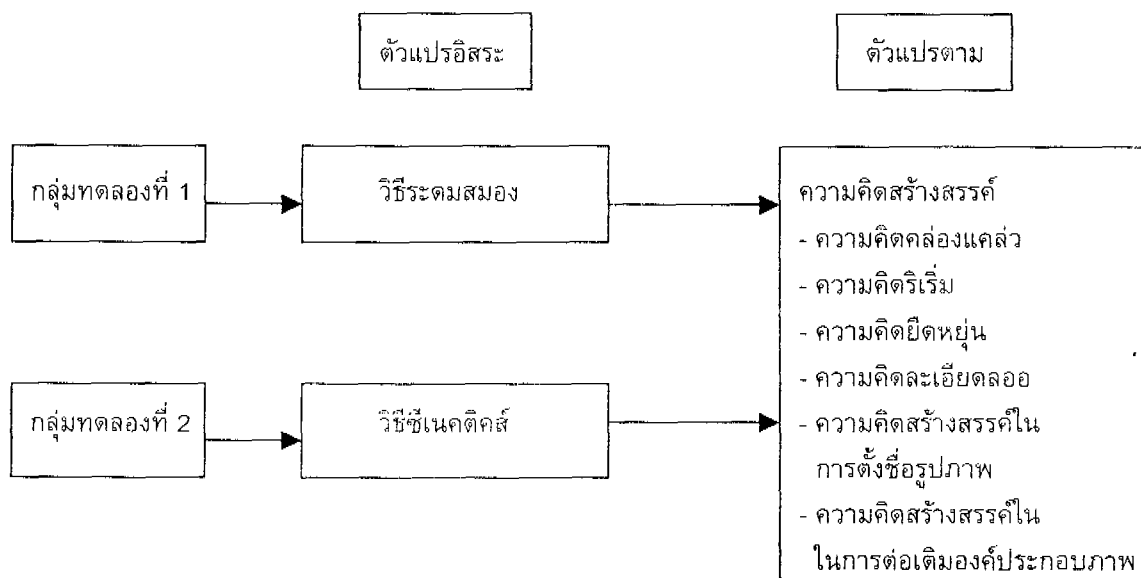 ตัวแปรอิสระ
ตัวแปรตาม
กลุ่มทดลองที่ 1
วิธีระดมสมอง
กลุ่มทดลองที่ 2
วิธีซีเนคติคส์
ความคิดสร้างสรรค์
- ความคิดคล่องแคล่ว
- ความคิดริเริ่ม
- ความคิดยืดหยุ่น
- ความคิดละเอียดลออ
- ความคิดสร้างสรรค์ใน
การตั้งชื่อรูปภาพ
- ความคิดสร้างสรรค์ใน
ในการต่อเติมองค์ประกอบภาพ